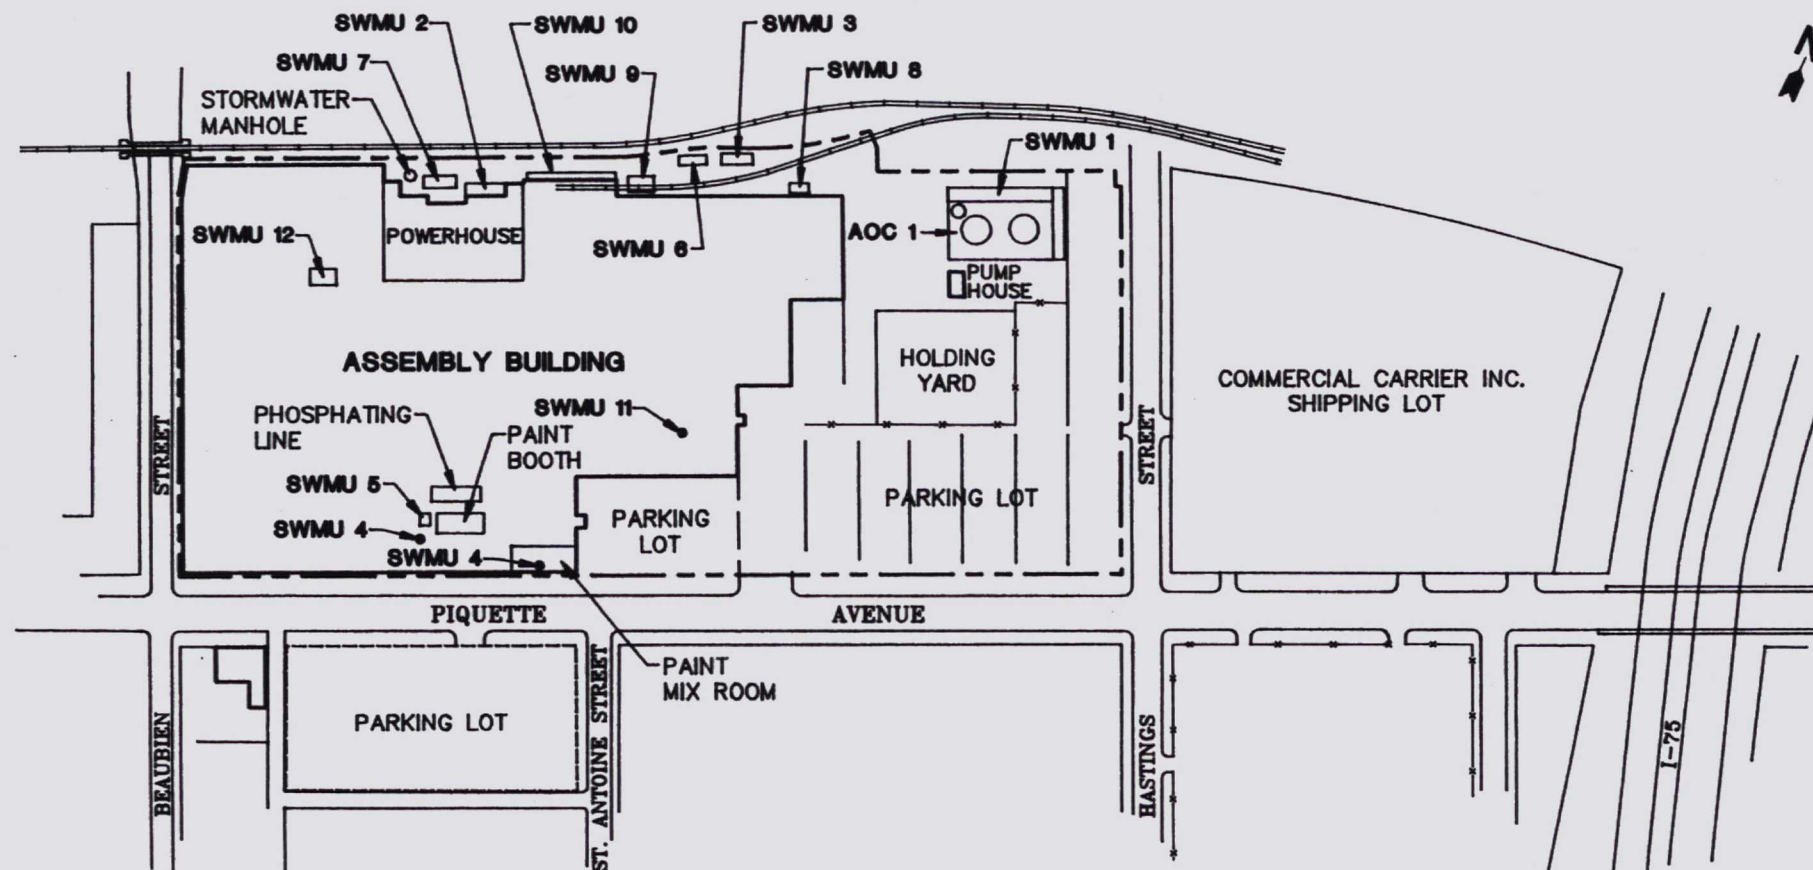 SWMU 2
SWMU 10
SWMU 3
SWMU 7
SWMU 9
SWMU 8
STORMWATER
MANHOLE
SWMU 1
SWMU 12
POWERHOUSE
SWMU 6
AOC 1
PUMP
HOUSE
ASSEMBLY BUILDING
HOLDING
YARD
COMMERCIAL CARRIER INC.
SHIPPING LOT
PHOSPHATING
LINE
SWMU 11
PAINT
BOOTH
STREET
STREET
SWMU 5
PARKING
LOT
PARKING LOT
SWMU 4
SWMU 4
PIQUETTE
AVENUE
PAINT
MIX ROOM
PARKING LOT
BEAUBIEN
ST. ANTOINE STREET
HASTINGS
I-75